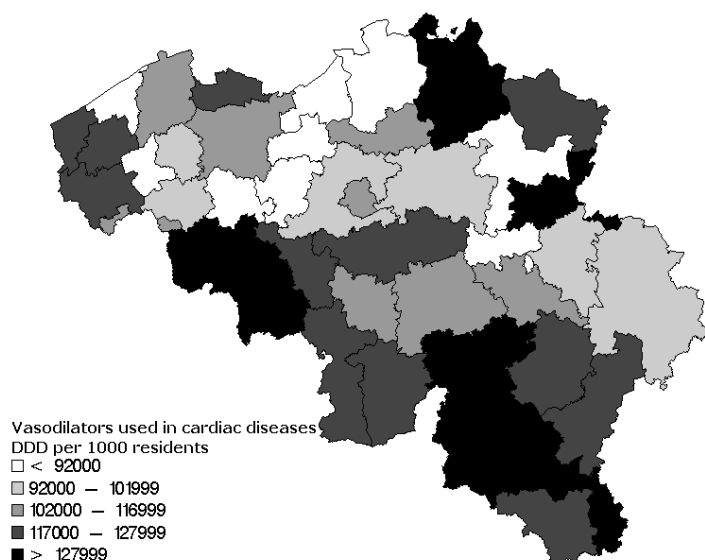 Vasodilators used in cardiac diseases
DDD per 1000 residents
< 92000
92000 – 101999
102000 – 116999
117000 – 127999
> 127999